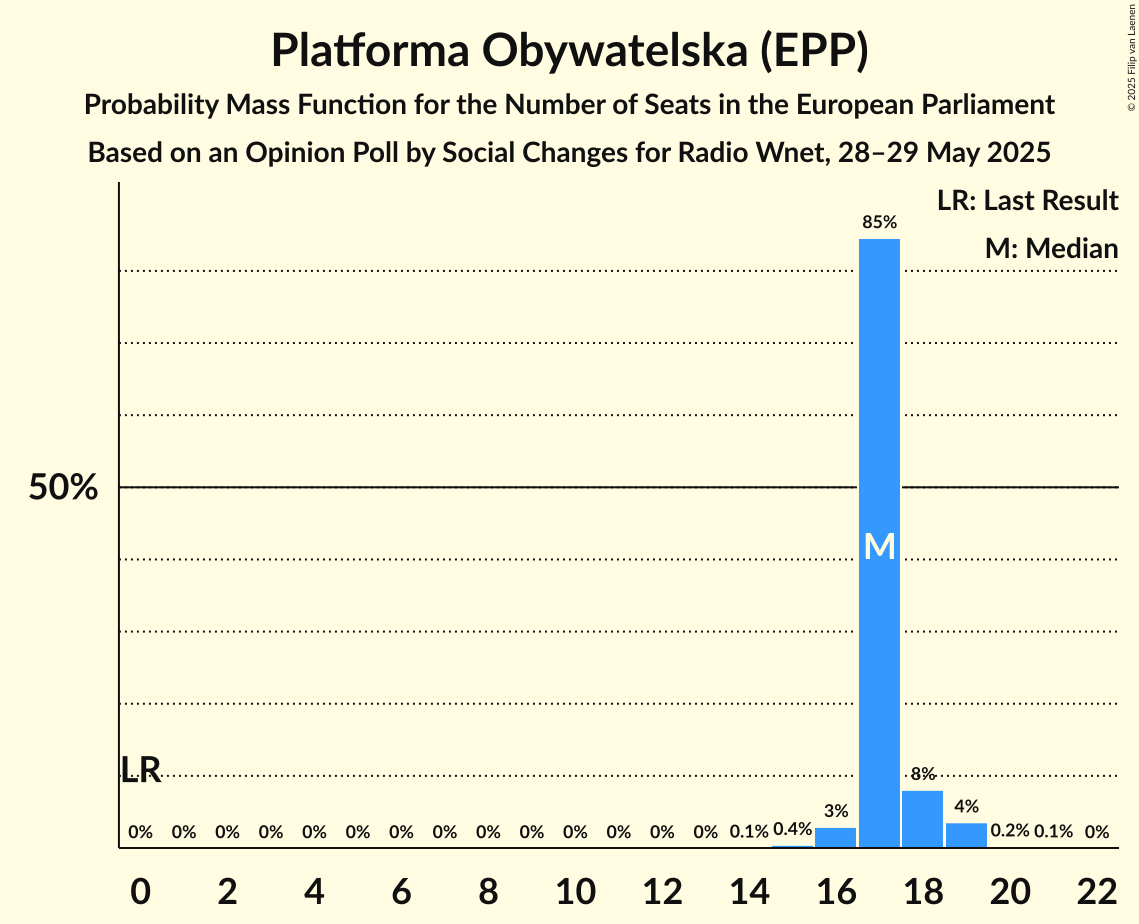 Platforma Obywatelska (EPP)
Probability Mass Function for the Number of Seats in the European Parliament
Based on an Opinion Poll by Social Changes for Radio Wnet, 28–29 May 2025
© 2025 Filip van Laenen
LR: Last Result
M: Median
85%
50%
M
LR
0% 0% 0% 0% 0% 0% 0% 0% 0% 0% 0% 0% 0% 0% 0.1% 0.4% 3% 8% 4% 0.2% 0.1% 0%
0 2 4 6 8 10 12 14 16 18 20 22